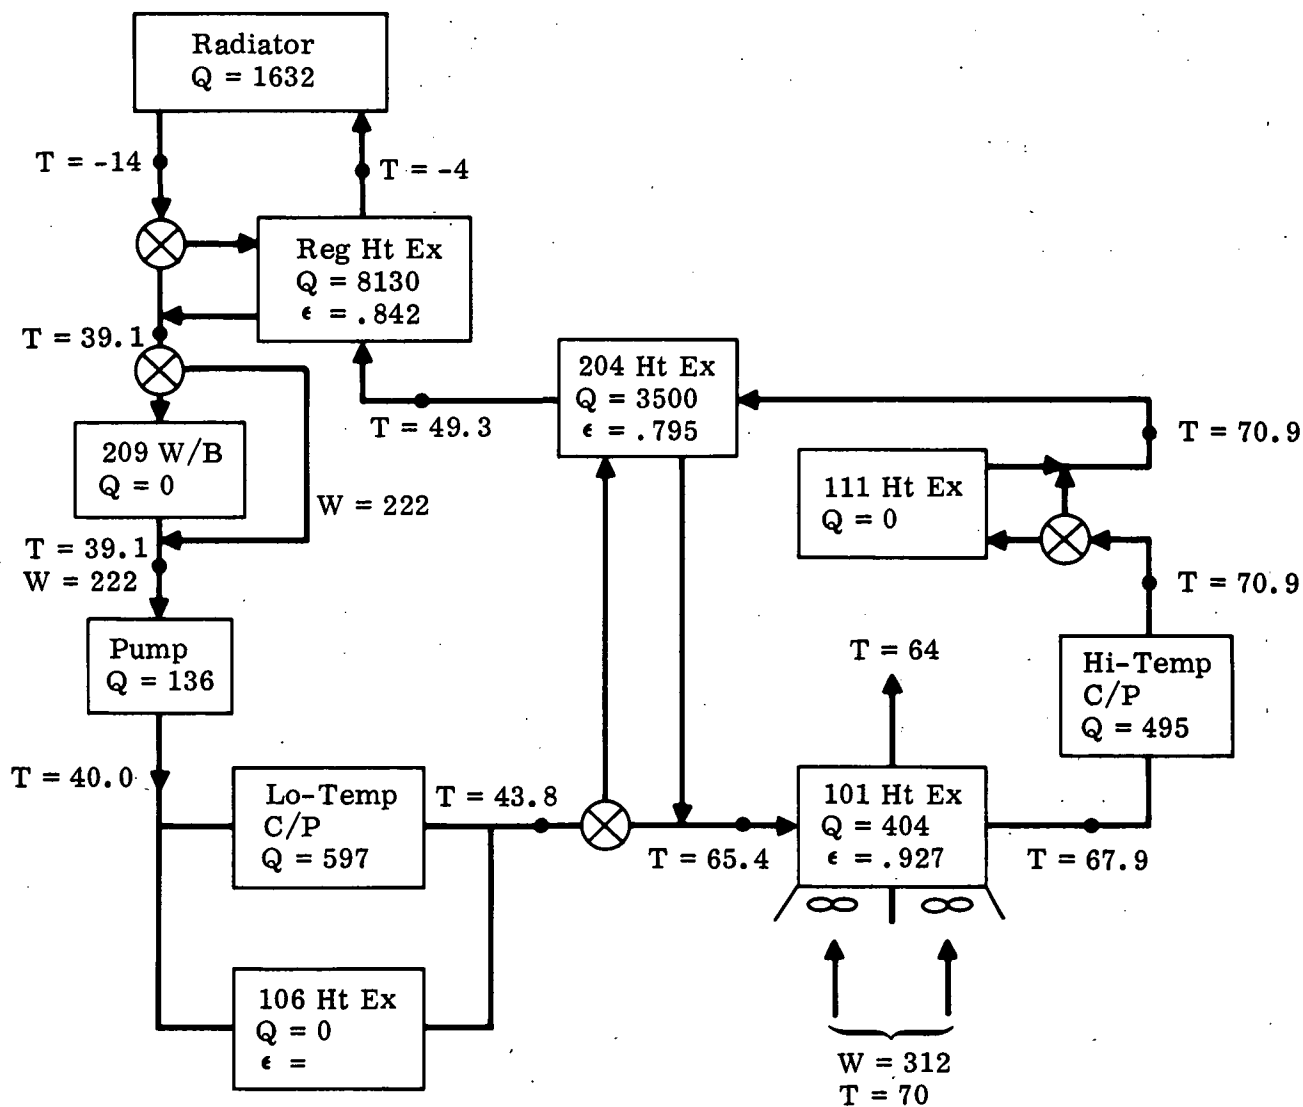 Radiator
Q = 1632
T = -14
T = -4
Reg Ht Ex
Q = 8130
ϵ = .842
T = 39.1
204 Ht Ex
Q = 3500
ϵ = .795
T = 49.3
T = 70.9
209 W/B
Q = 0
W = 222
111 Ht Ex
Q = 0
T = 39.1
W = 222
T = 70.9
Pump
Q = 136
T = 64
Hi-Temp
C/P
Q = 495
T = 40.0
Lo-Temp
C/P
Q = 597
T = 43.8
T = 65.4
101 Ht Ex
Q = 404
ϵ = .927
T = 67.9
106 Ht Ex
Q = 0
ϵ =
W = 312
T = 70